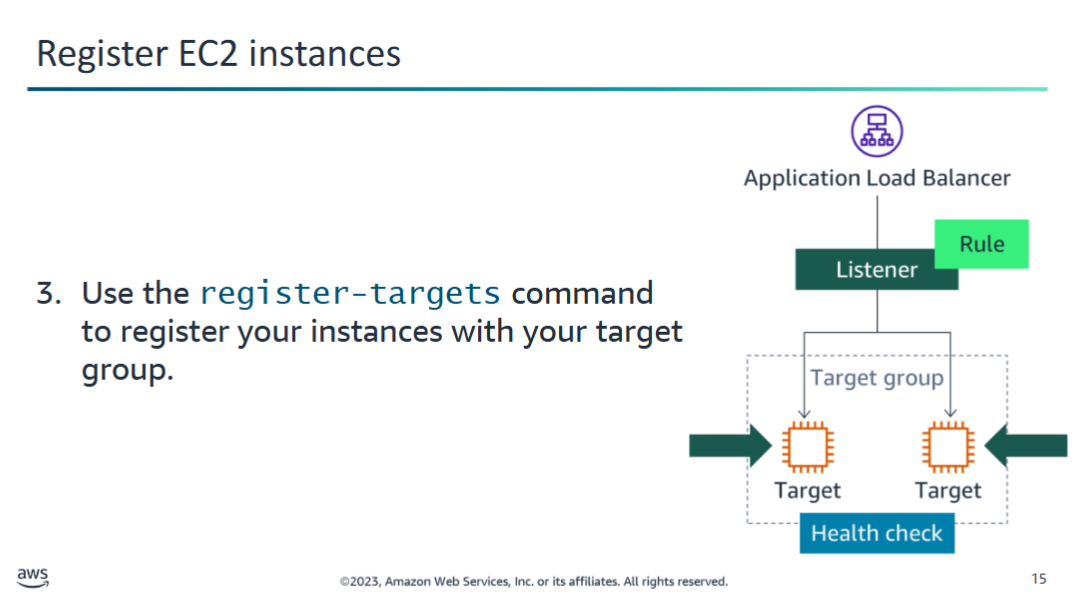 Register EC2 instances
Application Load Balancer
Rule
Listener
3. Use the register-targets command
to register your instances with your target
group.
Target group
Target
Target
Health check
aws
©2023, Amazon Web Services, Inc. or its affiliates. All rights reserved.
15